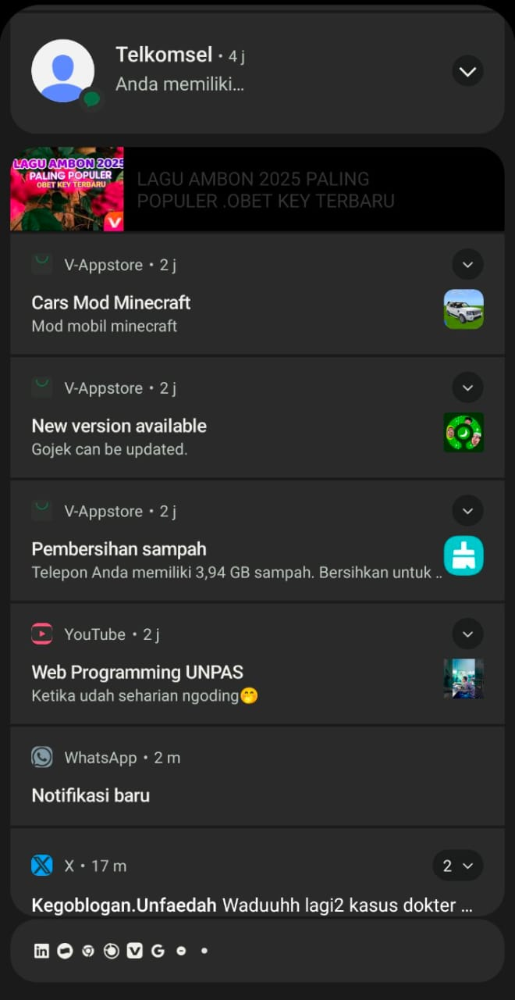 Telkomsel • 4 j
Anda memiliki...
LAGU AMBON 2025
PALING POPULER
OBET KEY TERBARU
LAGU AMBON 2025 PALING
POPULER .OBET KEY TERBARU
V-Appstore • 2 j
Cars Mod Minecraft
Mod mobil minecraft
V-Appstore • 2 j
New version available
Gojek can be updated.
V-Appstore • 2 j
Pembersihan sampah
Telepon Anda memiliki 3,94 GB sampah. Bersihkan untuk ..
YouTube • 2 j
Web Programming UNPAS
Ketika udah seharian ngoding🤭
WhatsApp • 2 m
Notifikasi baru
X • 17 m
2
Kegoblogan.Unfaedah Waduuhh lagi2 kasus dokter ...